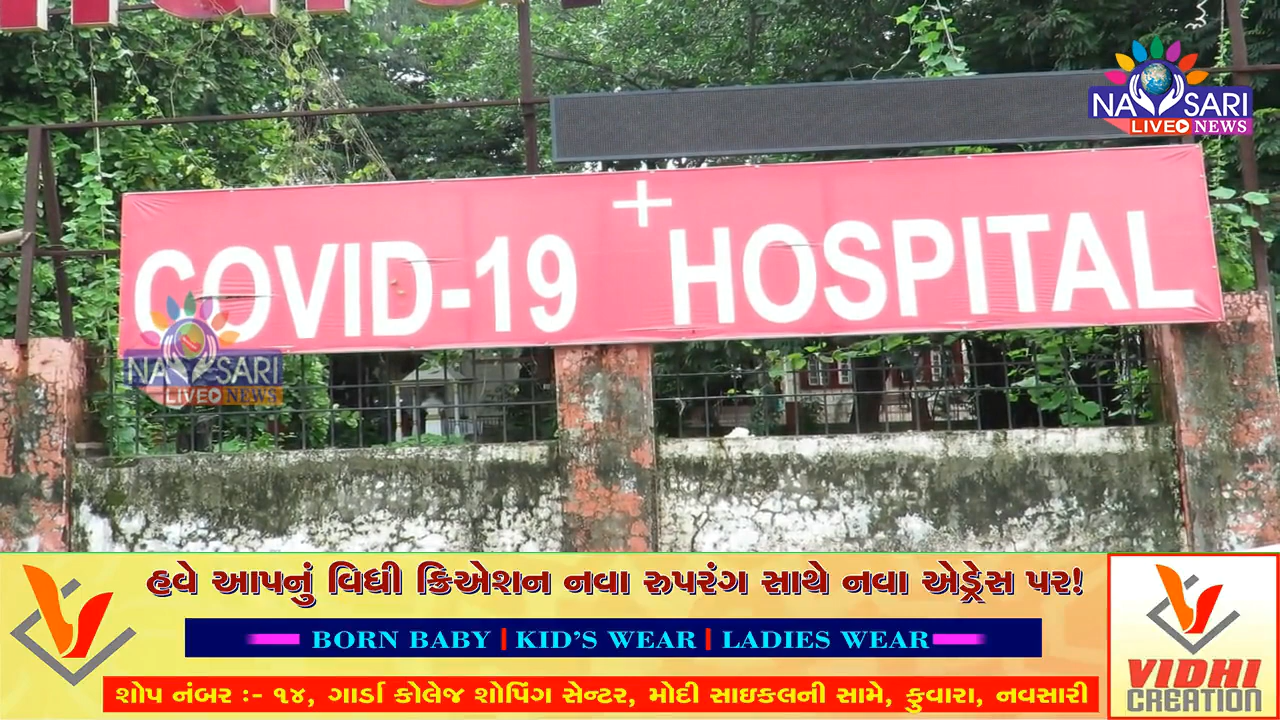 NAVSARI
LIVE NEWS
COVID-19 + HOSPITAL
NAVSARI
LIVE NEWS
હવે આપનું વિધી ક્રિએશન નવા રુપરંગ સાથે નવા એડ્રેસ પર!
BORN BABY | KID'S WEAR | LADIES WEAR
શોપ નંબર :- ૧૪, ગાર્ડા કોલેજ શોપિંગ સેન્ટર, મોદી સાઇકલની સામે, ફુવારા, નવસારી
VIDHI
CREATION